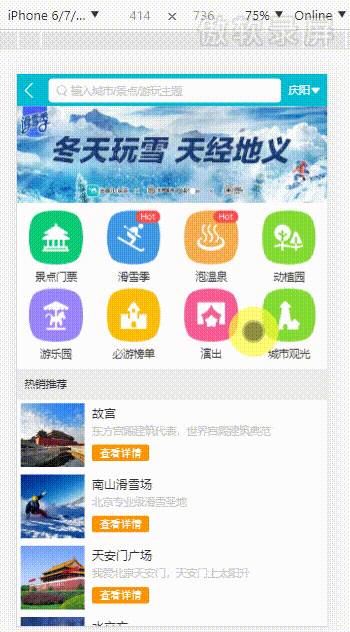 iPhone 6/7/... ▼ 414 × 736 75% ▼ Online ▼
傲软录屏
输入城市/景点/游玩主题 庆阳
滑雪季
冬天玩雪 天经地义
Hot Hot
景点门票 滑雪季 泡温泉 动植园
游乐园 必游榜单 演出 城市观光
热销推荐
故宫
东方宫殿建筑代表，世界宫殿建筑典范
查看详情
南山滑雪场
北京专业级滑雪圣地
查看详情
天安门广场
我爱北京天安门，天安门上太阳升
查看详情